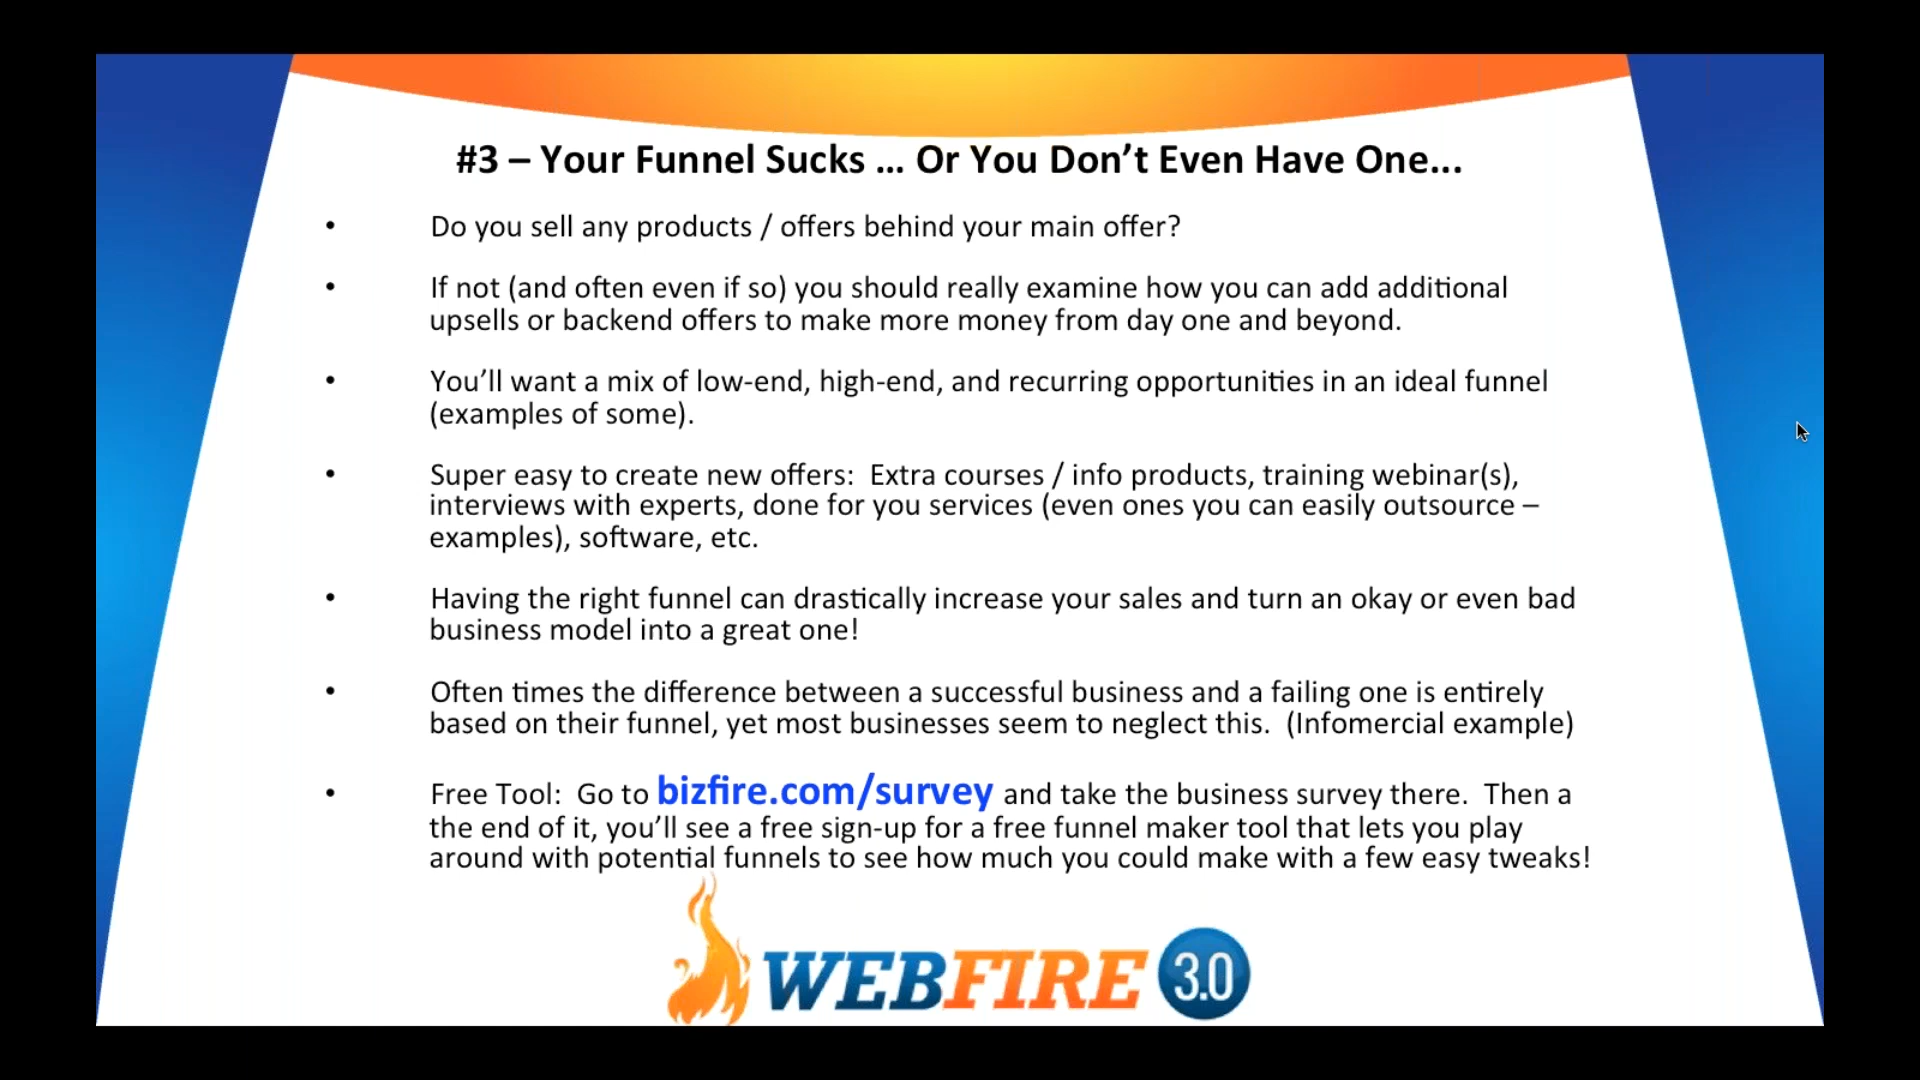 #3 – Your Funnel Sucks ... Or You Don’t Even Have One...
• Do you sell any products / offers behind your main offer?
• If not (and often even if so) you should really examine how you can add additional
upsells or backend offers to make more money from day one and beyond.
• You’ll want a mix of low-end, high-end, and recurring opportunities in an ideal funnel
(examples of some).
• Super easy to create new offers:  Extra courses / info products, training webinar(s),
interviews with experts, done for you services (even ones you can easily outsource –
examples), software, etc.
• Having the right funnel can drastically increase your sales and turn an okay or even bad
business model into a great one!
• Often times the difference between a successful business and a failing one is entirely
based on their funnel, yet most businesses seem to neglect this.  (Infomercial example)
• Free Tool:  Go to bizfire.com/survey and take the business survey there.  Then a
the end of it, you’ll see a free sign-up for a free funnel maker tool that lets you play
around with potential funnels to see how much you could make with a few easy tweaks!
WEBFIRE 3.0